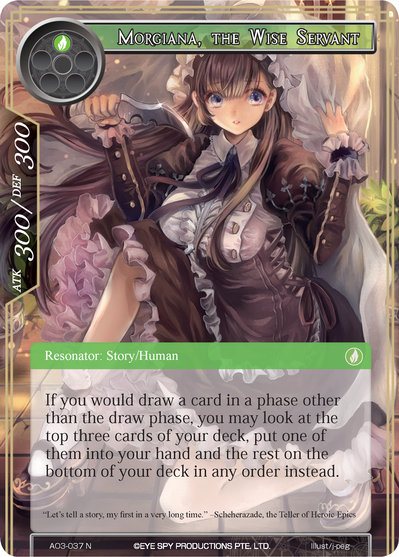 Morgiana, the Wise Servant
ATK 300/DEF 300
Resonator: Story/Human
If you would draw a card in a phase other
than the draw phase, you may look at the
top three cards of your deck, put one of
them into your hand and the rest on the
bottom of your deck in any order instead.
"Let's tell a story, my first in a very long time." –Scheherazade, the Teller of Heroic Epics
AO3-037 N
©EYE SPY PRODUCTIONS PTE. LTD.
Illust/j-peg